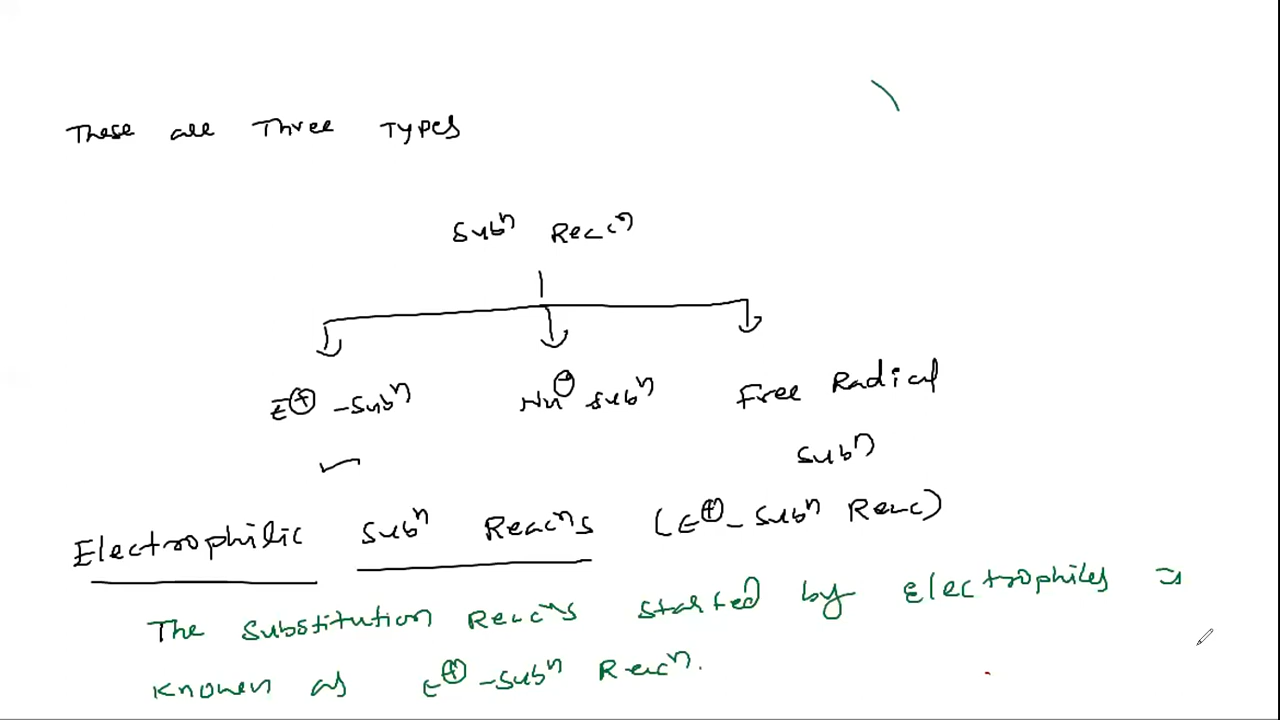 These are Three Types
Subⁿ Reacⁿ
E⊕ -Subⁿ Nu⊖ subⁿ Free Radical
Subⁿ
Electrophilic Subⁿ Reacⁿs (E⊕- Subⁿ Reac)
The Substitution Reacⁿs started by Electrophiles is
Knowen as E⊕ -Subⁿ Reacⁿ.